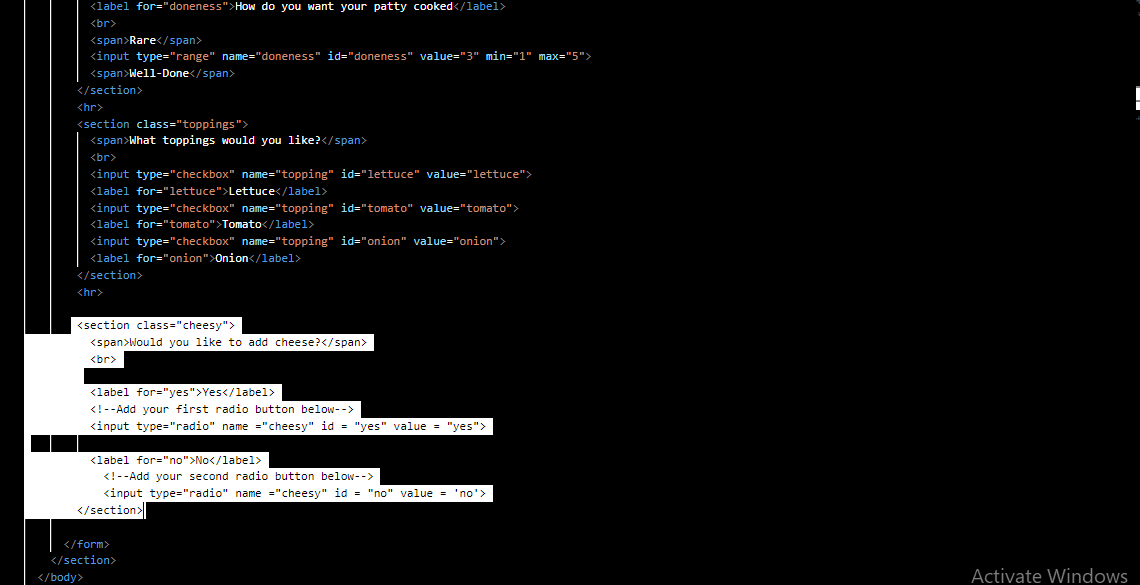 <label for="doneness">How do you want your patty cooked</label>
<br>
<span>Rare</span>
<input type="range" name="doneness" id="doneness" value="3" min="1" max="5">
<span>Well-Done</span>
</section>
<hr>
<section class="toppings">
<span>What toppings would you like?</span>
<br>
<input type="checkbox" name="topping" id="lettuce" value="lettuce">
<label for="lettuce">Lettuce</label>
<input type="checkbox" name="topping" id="tomato" value="tomato">
<label for="tomato">Tomato</label>
<input type="checkbox" name="topping" id="onion" value="onion">
<label for="onion">Onion</label>
</section>
<hr>
<section class="cheesy">
<span>Would you like to add cheese?</span>
<br>
<label for="yes">Yes</label>
<!--Add your first radio button below-->
<input type="radio" name ="cheesy" id = "yes" value = "yes">
<label for="no">No</label>
<!--Add your second radio button below-->
<input type="radio" name ="cheesy" id = "no" value = 'no'>
</section>
</form>
</section>
</body>
Activate Windows